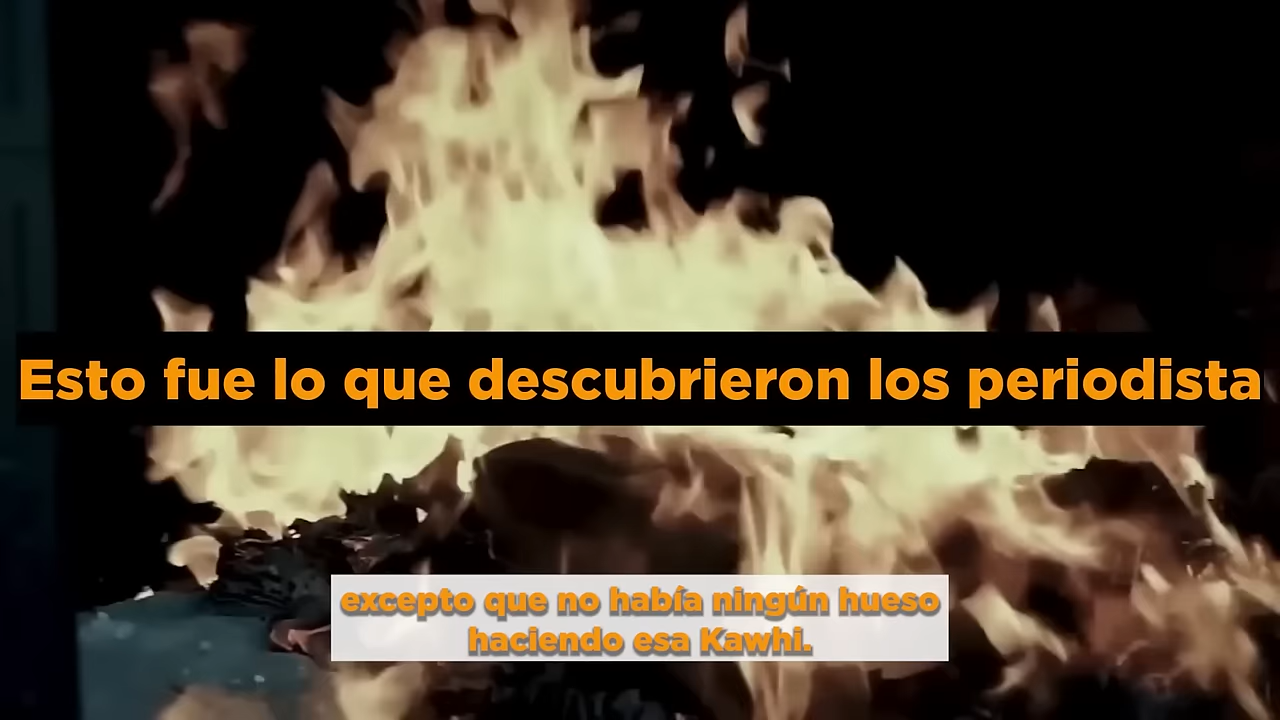 Esto fue lo que descubrieron los periodista
excepto que no había ningún hueso
haciendo esa Kawhi.